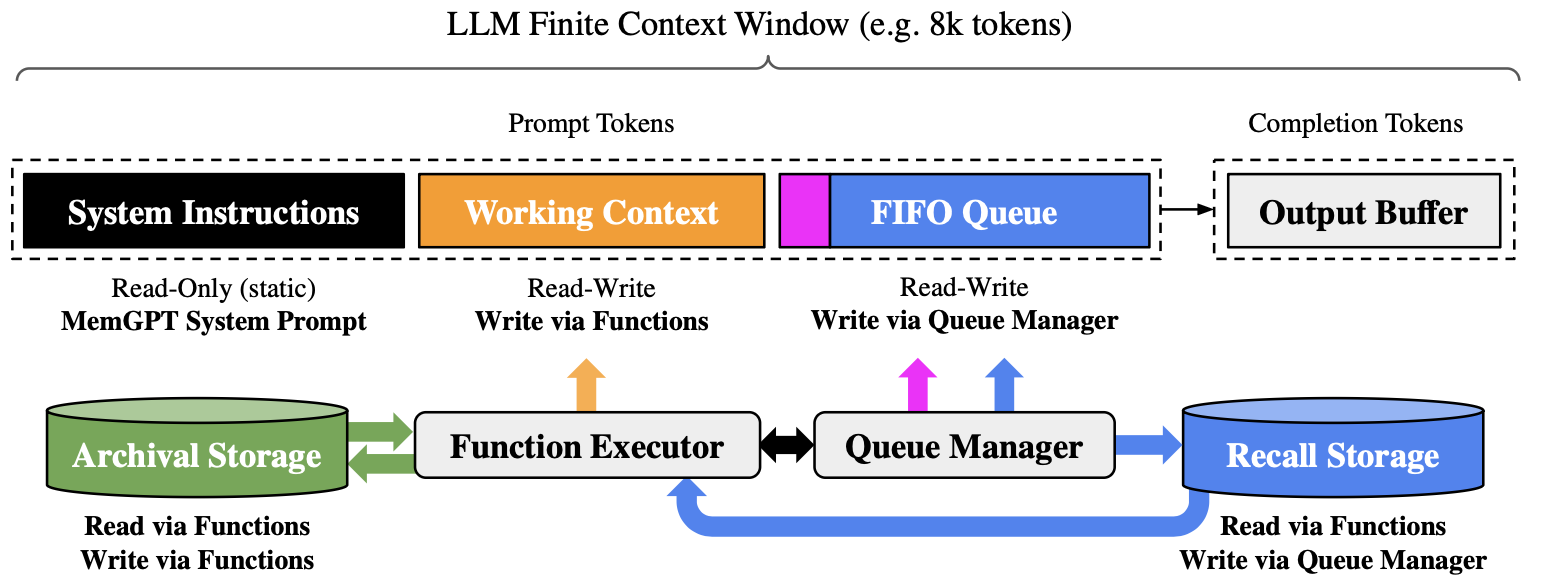 LLM Finite Context Window (e.g. 8k tokens)
Prompt Tokens
Completion Tokens
System Instructions
Working Context
FIFO Queue
Output Buffer
Read-Only (static)
MemGPT System Prompt
Read-Write
Write via Functions
Read-Write
Write via Queue Manager
Archival Storage
Function Executor
Queue Manager
Recall Storage
Read via Functions
Write via Functions
Read via Functions
Write via Queue Manager